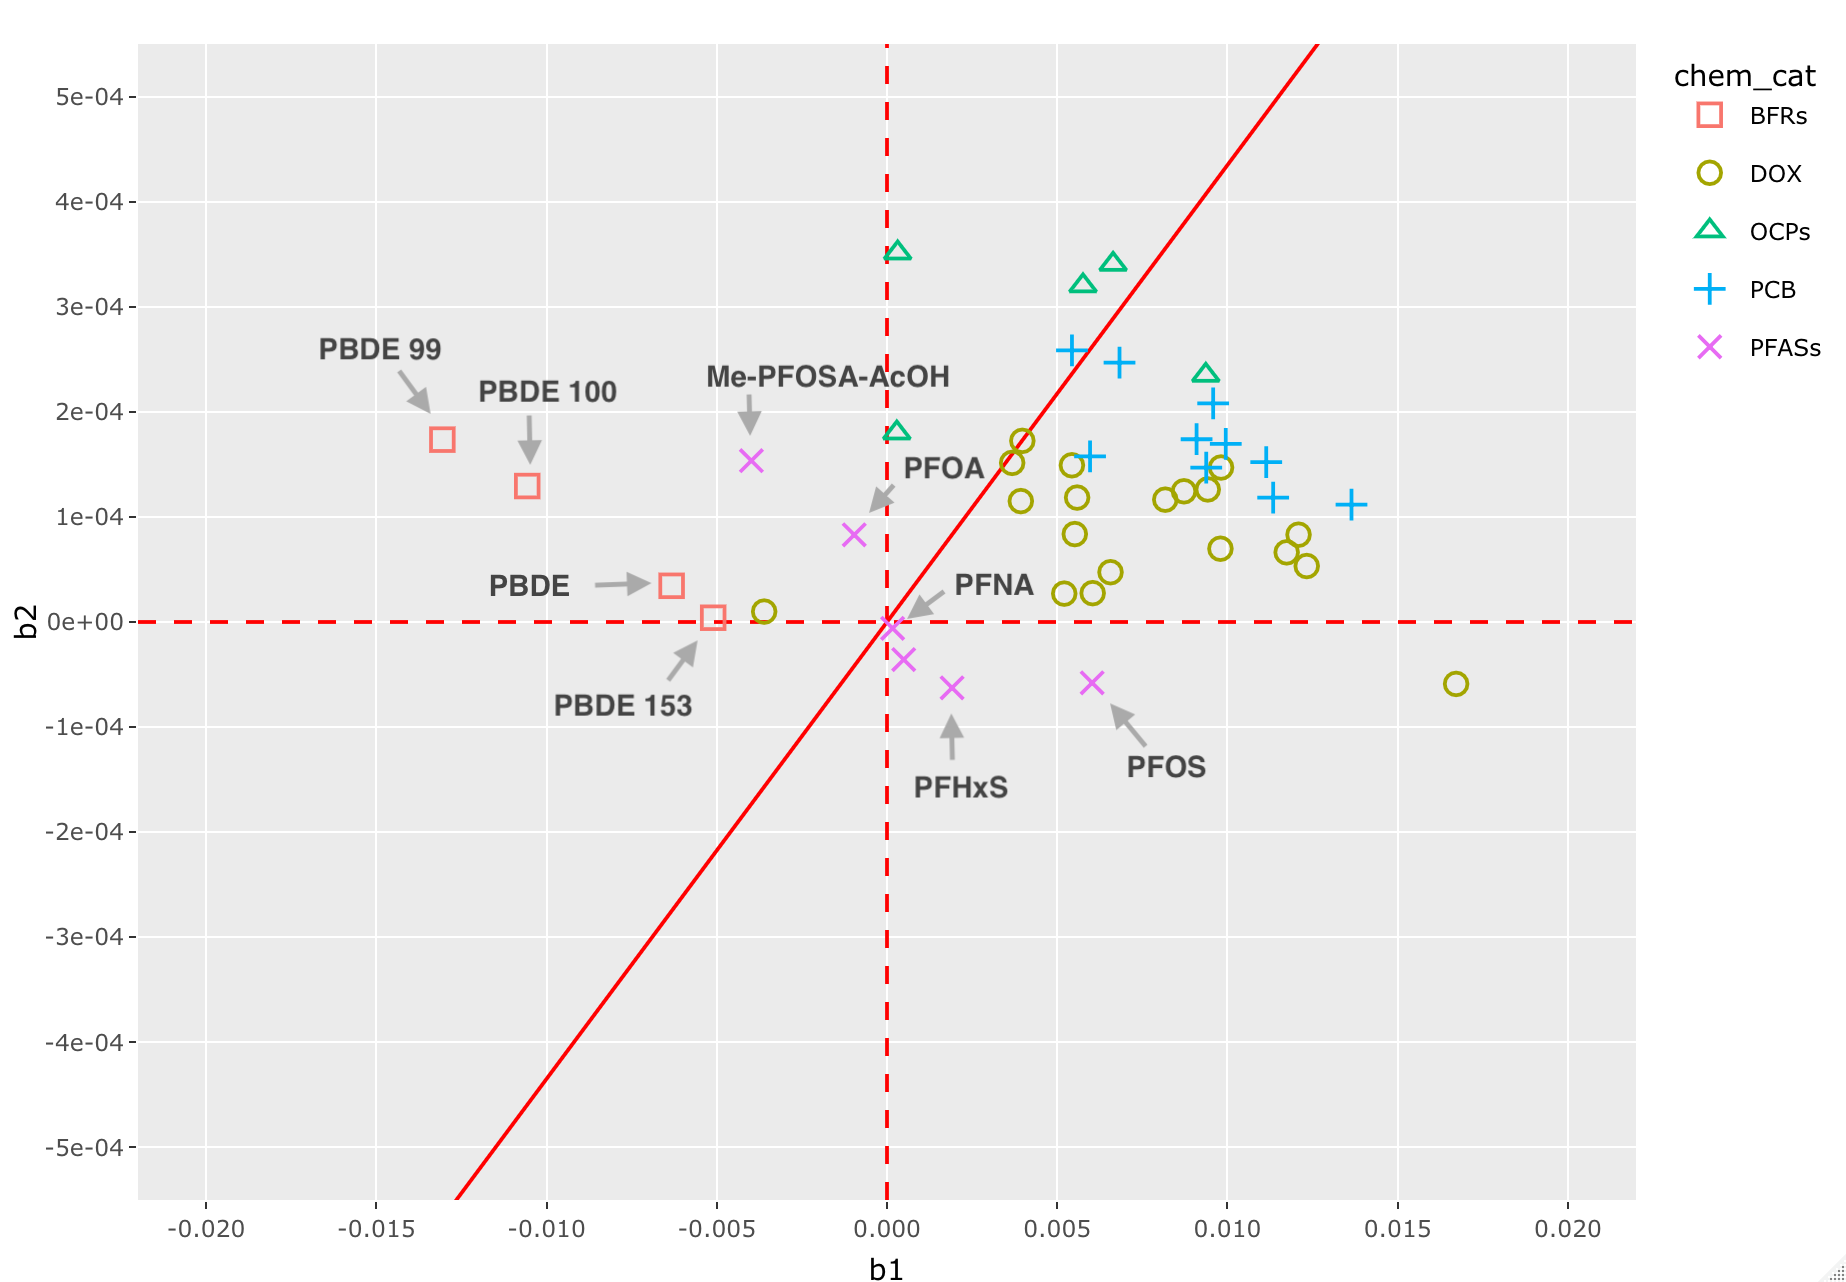 chem_cat
BFRs
DOX
OCPs
PCB
PFASs
5e-04
4e-04
3e-04
2e-04
1e-04
0e+00
-1e-04
-2e-04
-3e-04
-4e-04
-5e-04
b2
PBDE 99
PBDE 100
Me-PFOSA-AcOH
PFOA
PBDE
PFNA
PBDE 153
PFHxS
PFOS
-0.020
-0.015
-0.010
-0.005
0.000
0.005
0.010
0.015
0.020
b1